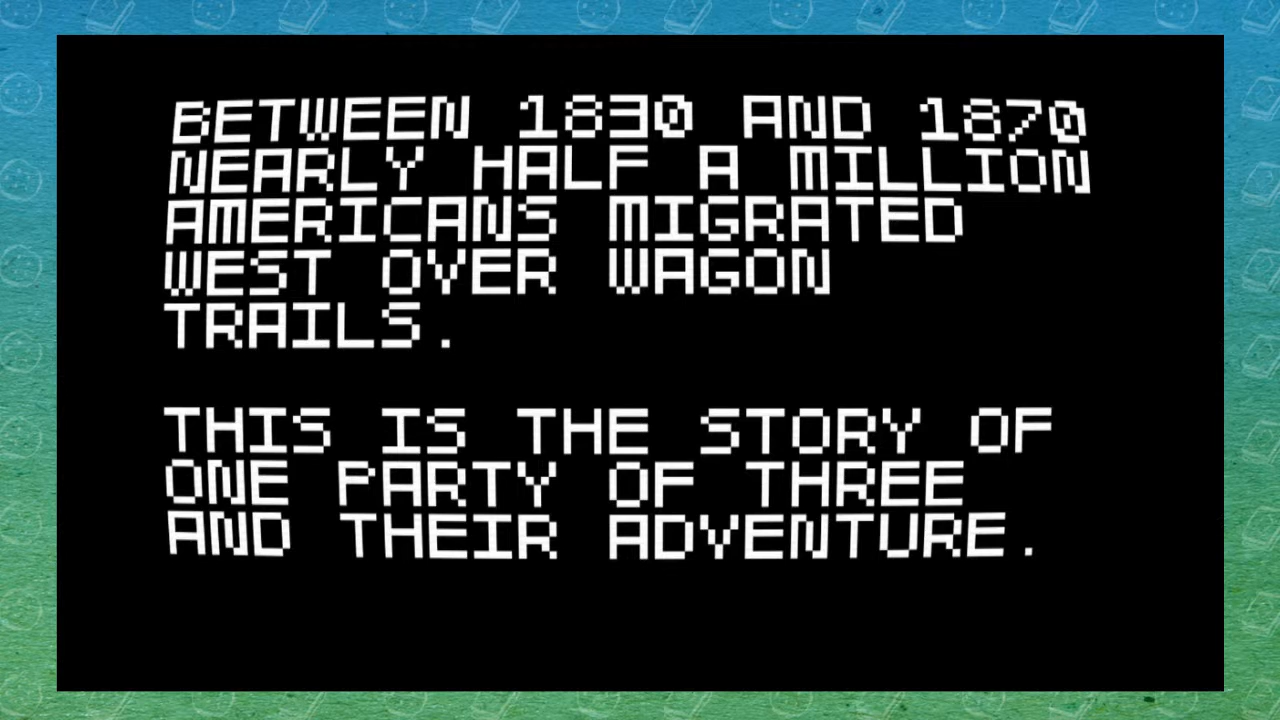 BETWEEN 1830 AND 1870
NEARLY HALF A MILLION
AMERICANS MIGRATED
WEST OVER WAGON
TRAILS.
THIS IS THE STORY OF
ONE PARTY OF THREE
AND THEIR ADVENTURE.